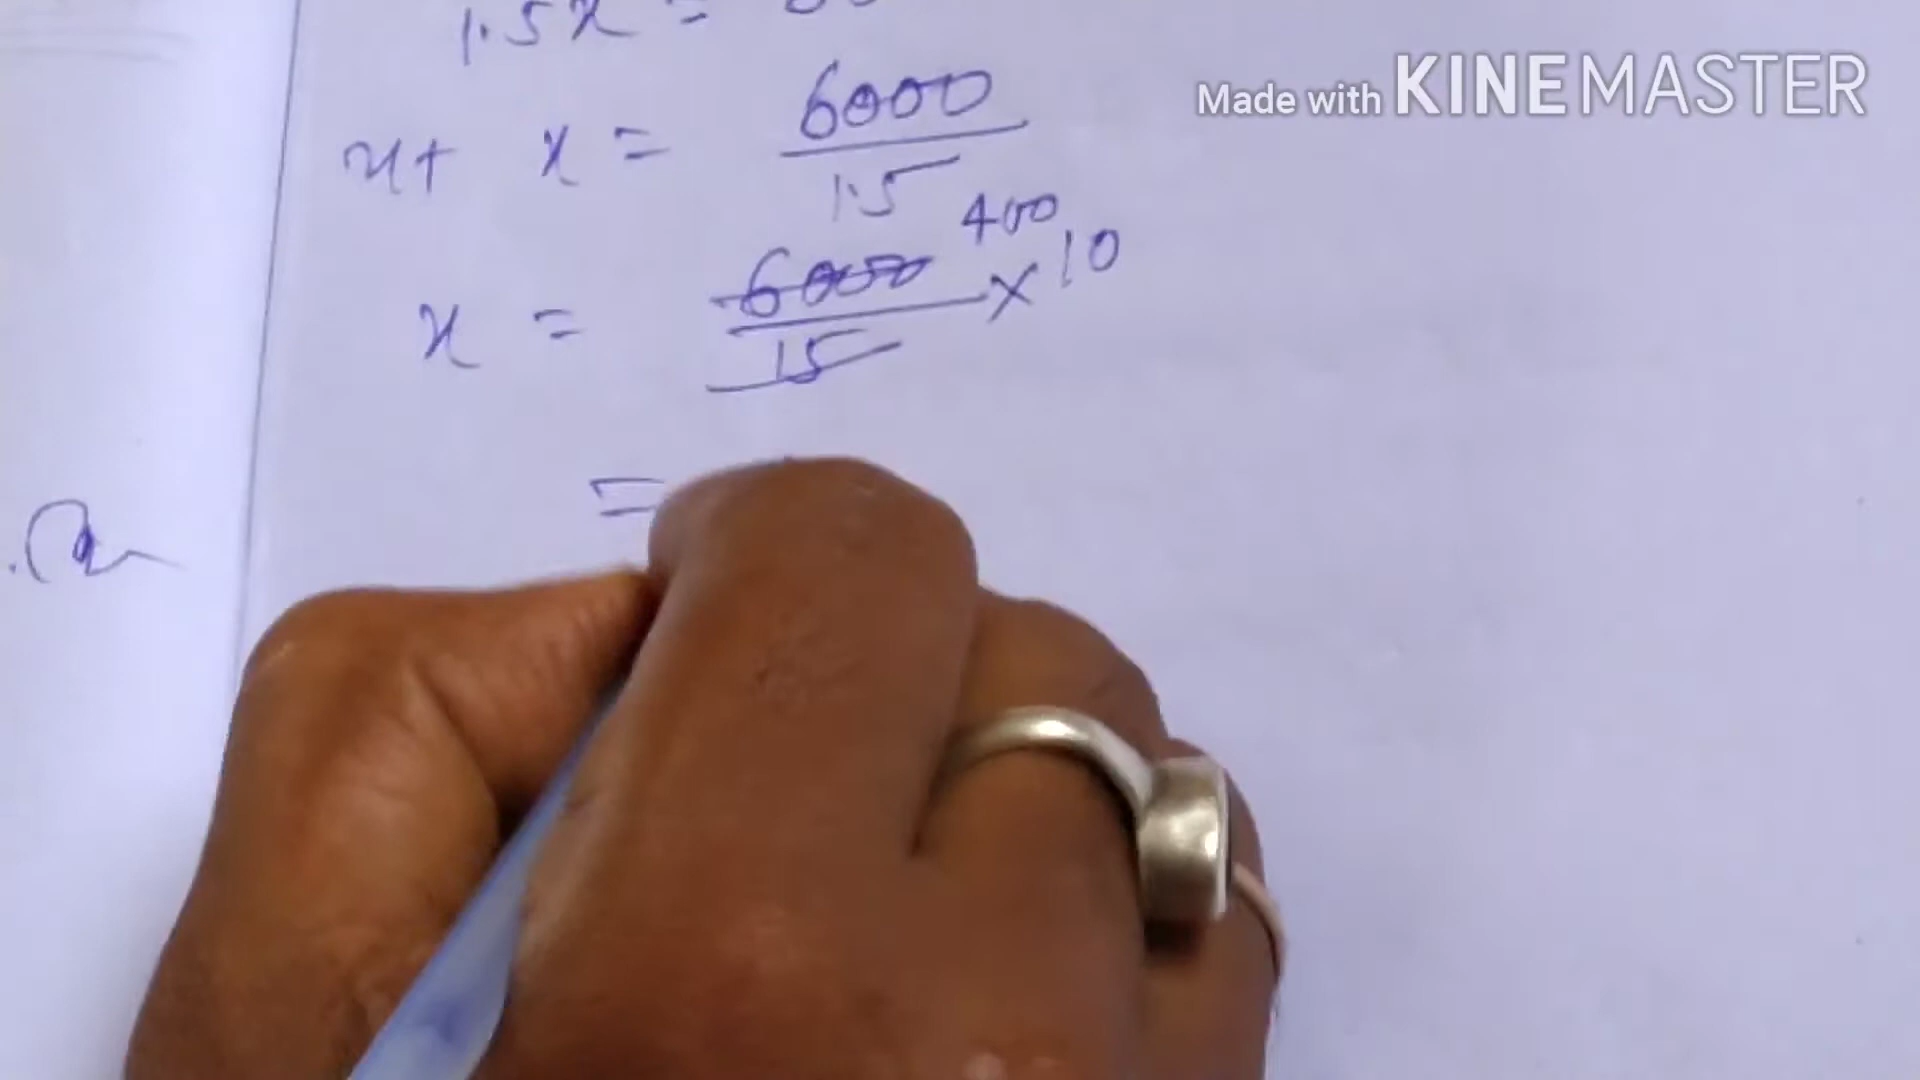 1.5x =
Made with KINEMASTER
x+ x = 6000
1.5
400
x = 6000 × 10
15
=